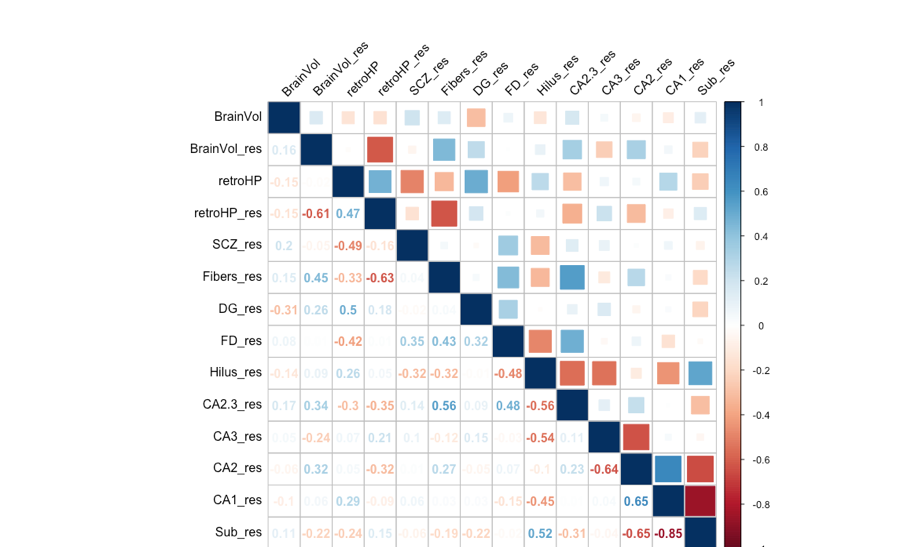 BrainVol BrainVol_res retroHP retroHP_res SCZ_res Fibers_res DG_res FD_res Hilus_res CA2.3_res CA3_res CA2_res CA1_res Sub_res
BrainVol 1
BrainVol_res 0.16 0.8
retroHP -0.15 0.6
retroHP_res -0.15 -0.61 0.47 0.4
SCZ_res 0.2 -0.49 -0.16 0.2
Fibers_res 0.15 0.45 -0.33 -0.63
DG_res -0.31 0.26 0.5 0.18 0
FD_res 0.08 -0.42 0.35 0.43 0.32 -0.2
Hilus_res -0.14 0.09 0.26 -0.32 -0.32 -0.48
CA2.3_res 0.17 0.34 -0.3 -0.35 0.14 0.56 0.09 0.48 -0.56 -0.4
CA3_res -0.24 0.07 0.21 0.1 -0.12 0.15 -0.54 0.11
CA2_res 0.32 -0.32 0.27 0.07 -0.1 0.23 -0.64 -0.6
CA1_res -0.1 0.29 -0.15 -0.45 0.65 -0.8
Sub_res 0.11 -0.22 -0.24 0.15 -0.19 -0.22 0.52 -0.31 -0.65 -0.85